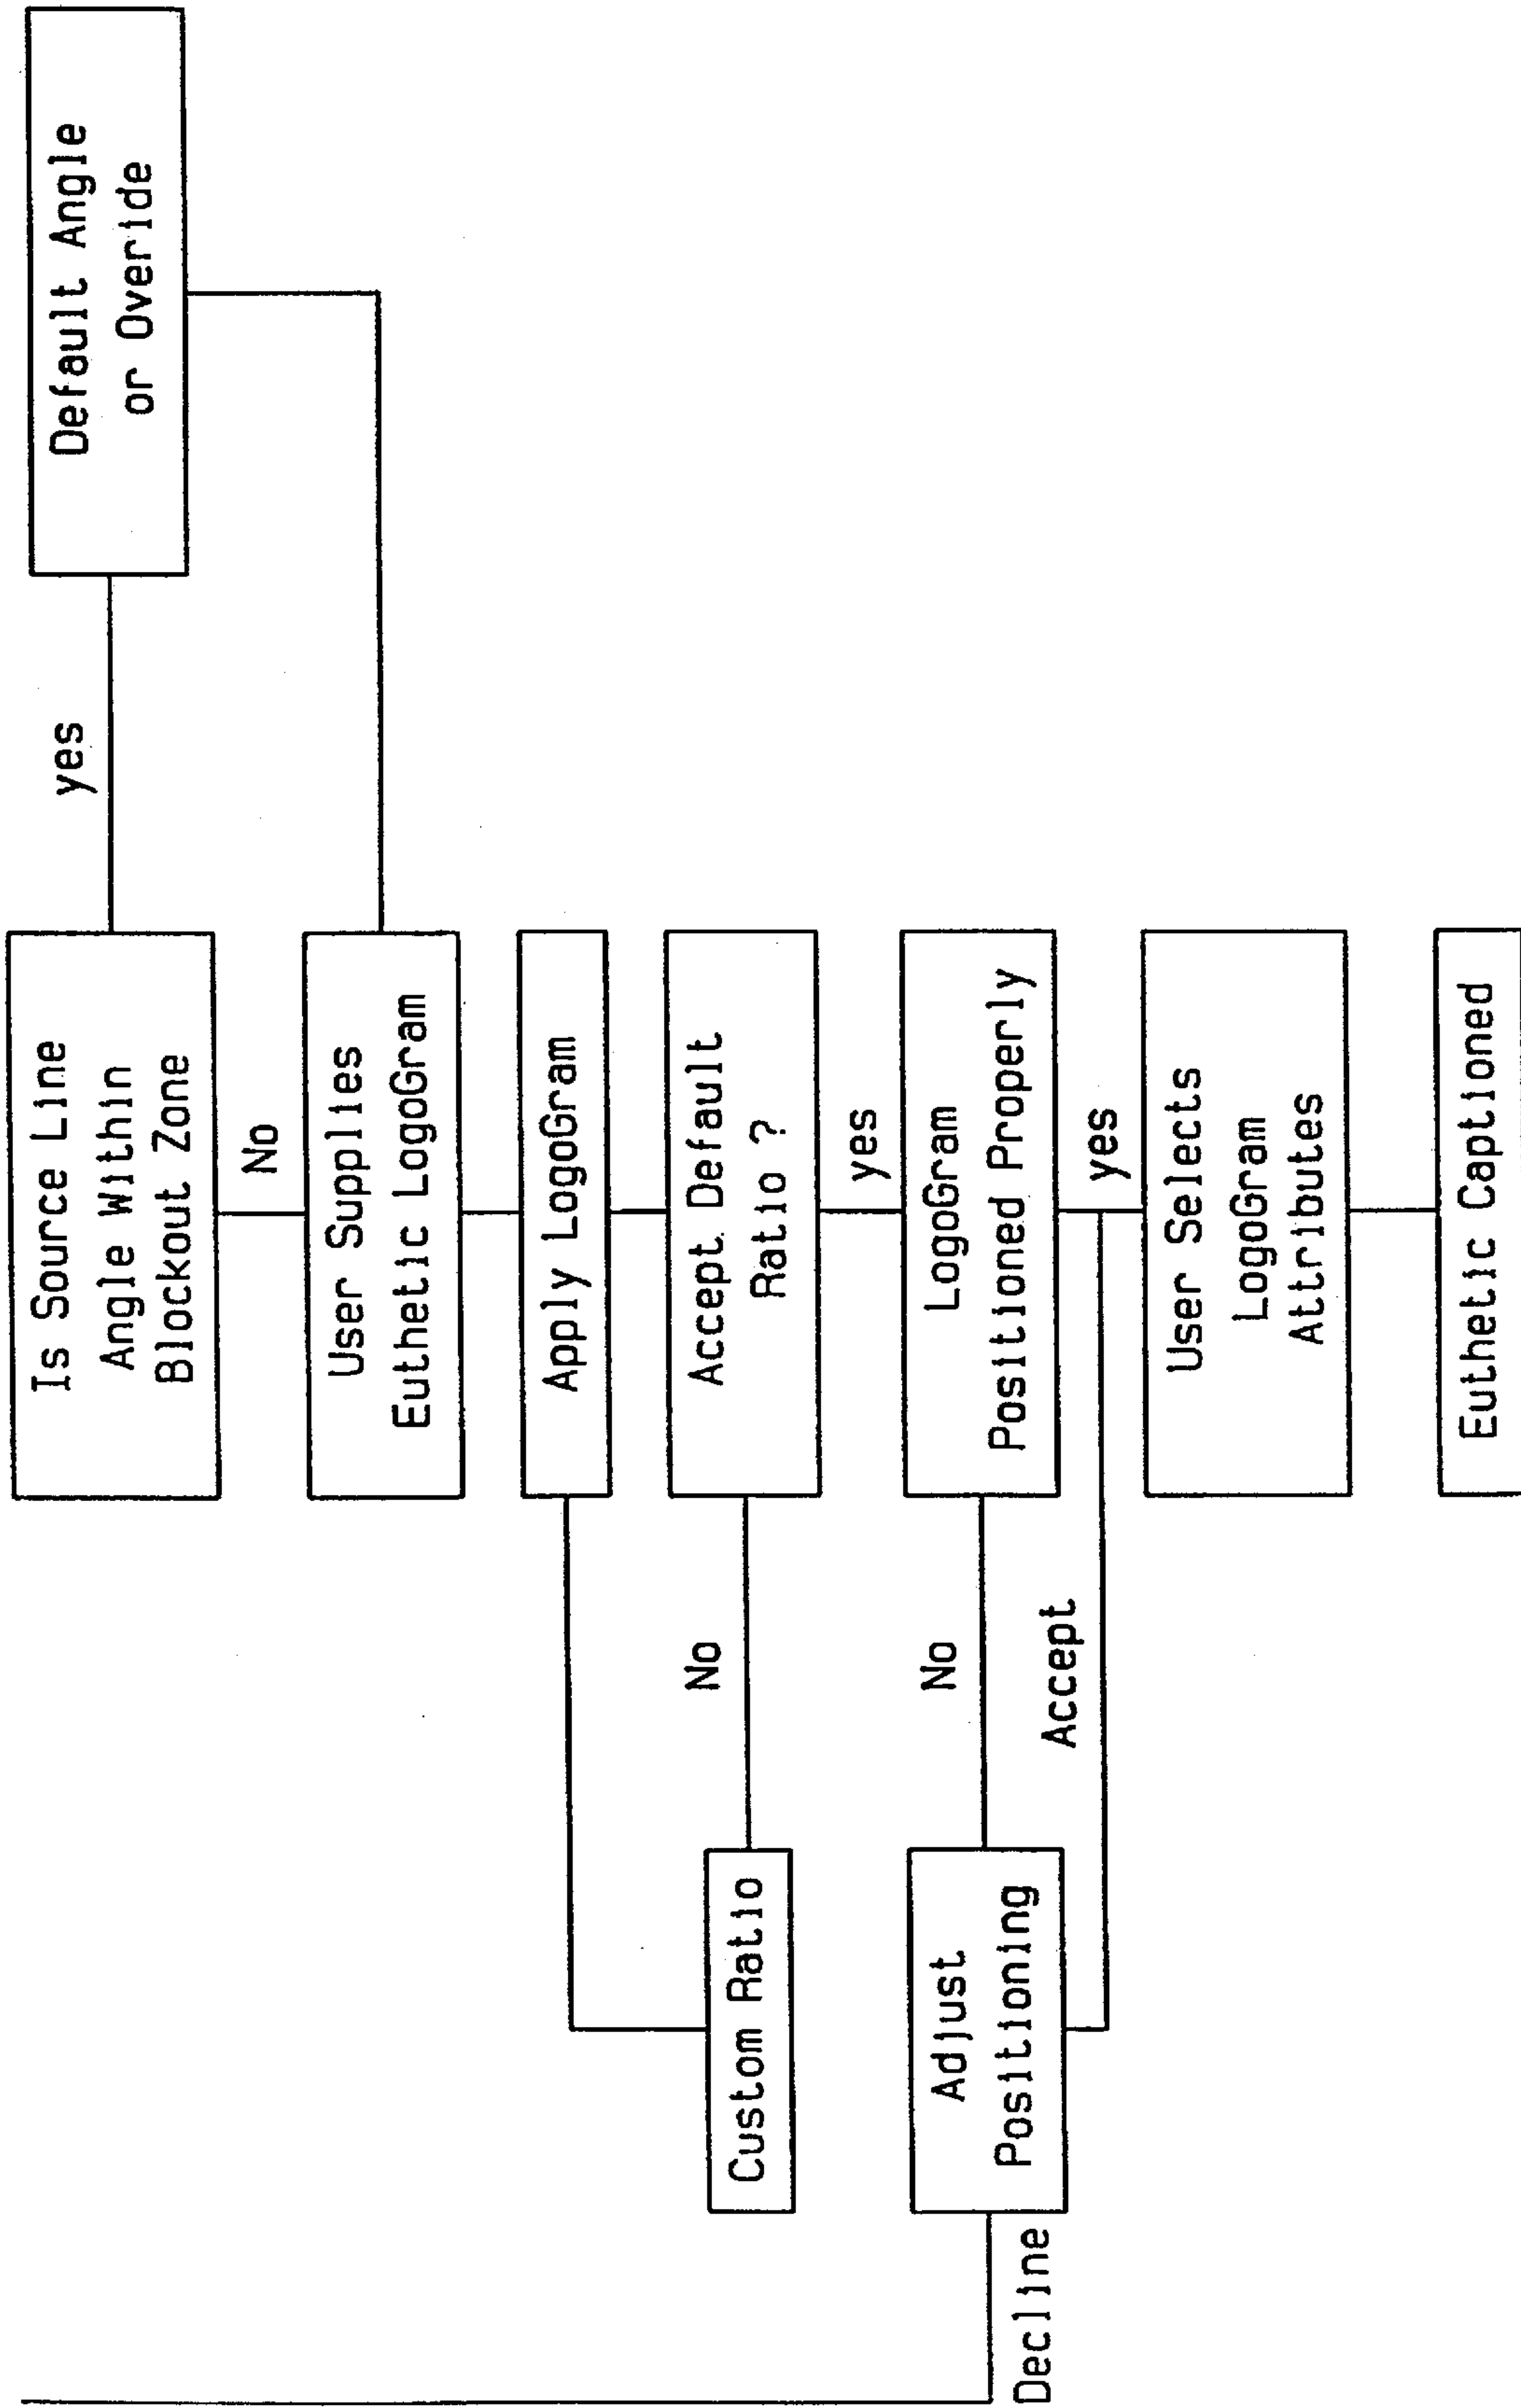 Is Source Line
Angle Within
Blockout Zone
yes
Default Angle
or Overide
No
User Supplies
Euthetic LogoGram
Apply LogoGram
Accept Default
Ratio ?
No
Custom Ratio
yes
LogoGram
Positioned Properly
No
Adjust
Positioning
Decline
Accept
yes
User Selects
LogoGram
Attributes
Euthetic Captioned